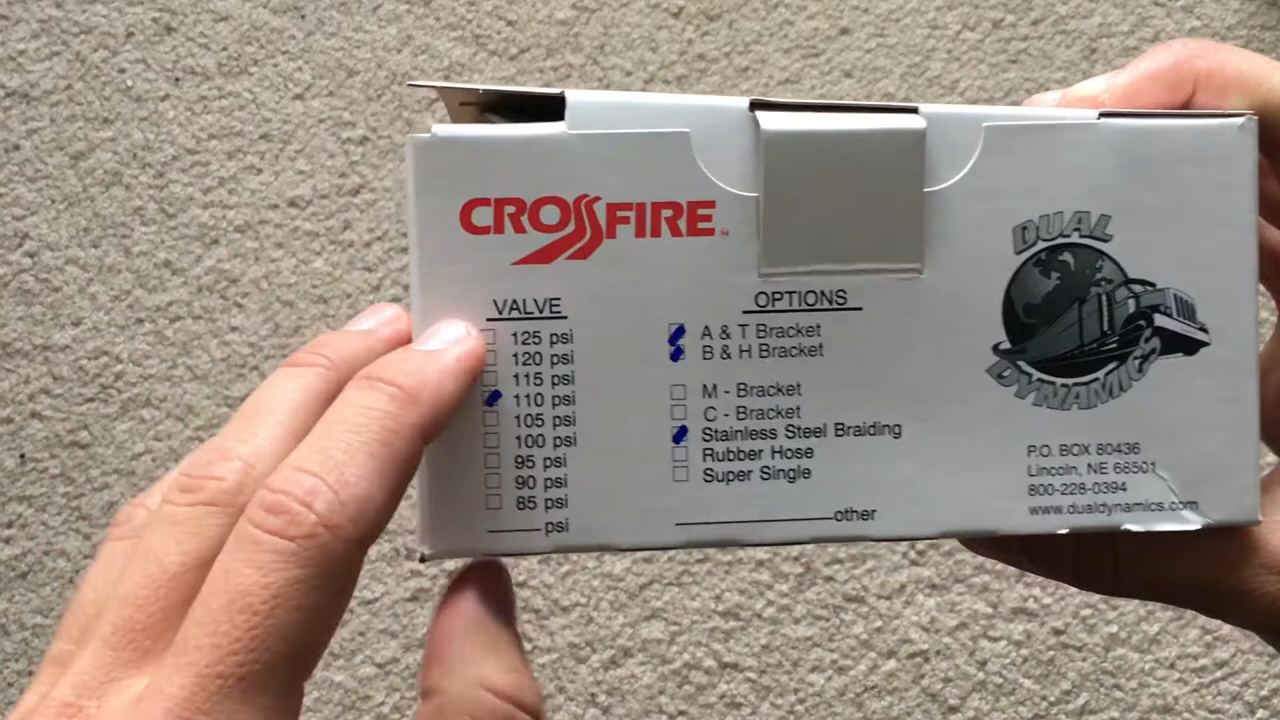 CROSSFIRE
VALVE
125 psi
120 psi
115 psi
110 psi
105 psi
100 psi
95 psi
90 psi
85 psi
_____ psi
OPTIONS
A & T Bracket
B & H Bracket
M - Bracket
C - Bracket
Stainless Steel Braiding
Rubber Hose
Super Single
_______________other
DUAL
DYNAMICS
P.O. BOX 80436
Lincoln, NE 68501
800-228-0394
www.dualdynamics.com